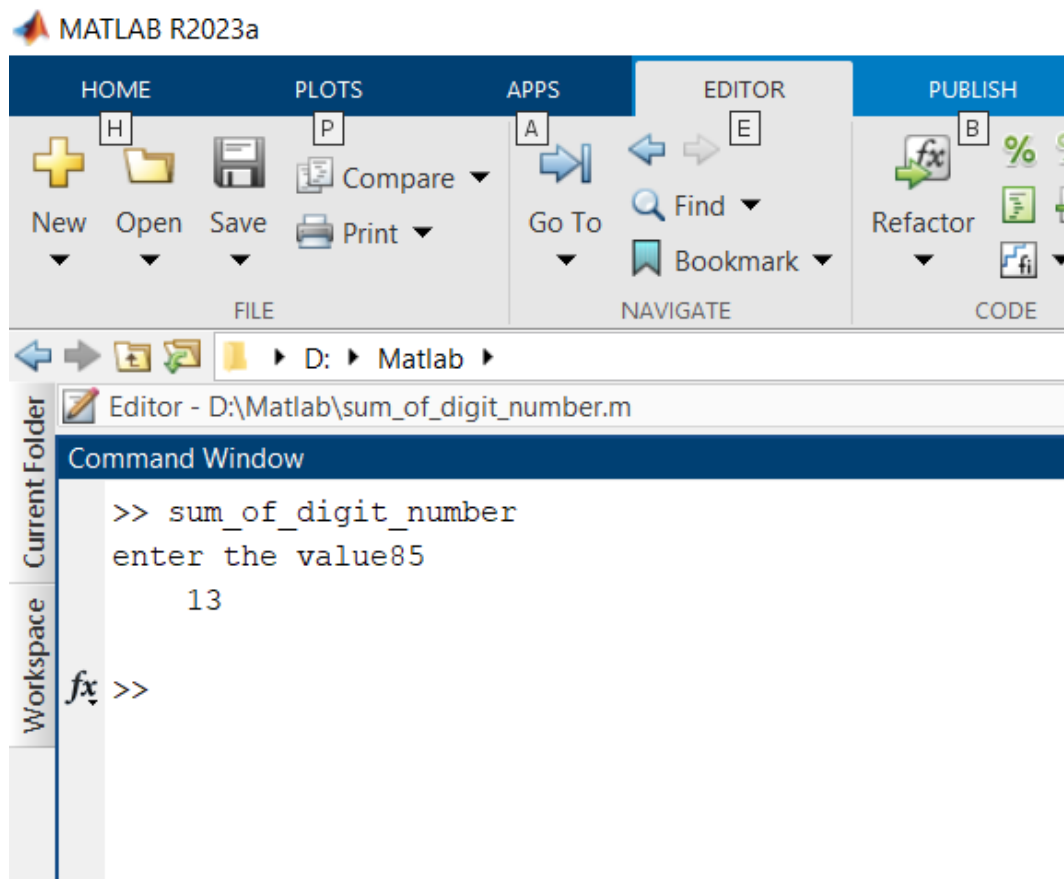 MATLAB R2023a
HOME PLOTS APPS EDITOR PUBLISH
H P A E B
Compare
New Open Save Go To Find Refactor
Print
Bookmark
fi
FILE NAVIGATE CODE
D: Matlab
Editor - D:\Matlab\sum_of_digit_number.m
Current Folder
Command Window
>> sum_of_digit_number
enter the value85
13
Workspace
fx >>